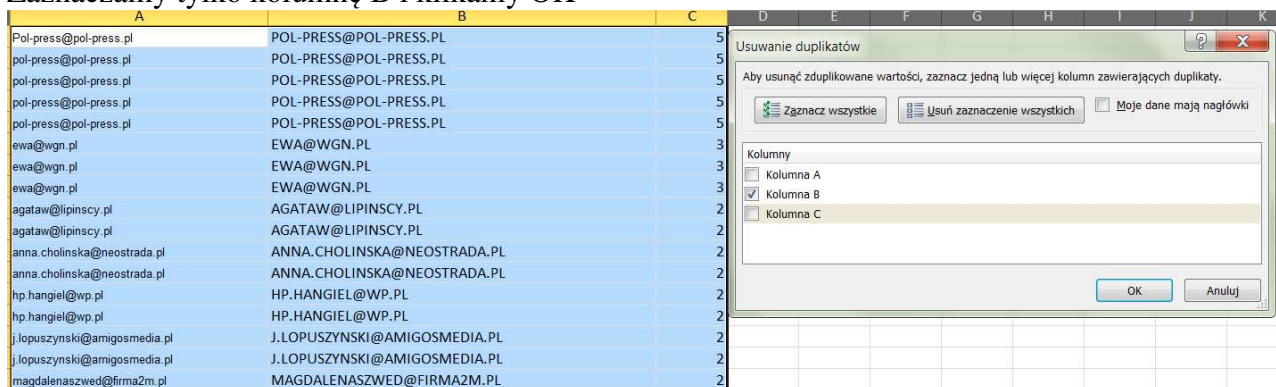 Zaznaczamy tylko kolumnę B i klikamy OK
A B C D E F G H I J K
Pol-press@pol-press.pl POL-PRESS@POL-PRESS.PL 5
pol-press@pol-press.pl POL-PRESS@POL-PRESS.PL 5
pol-press@pol-press.pl POL-PRESS@POL-PRESS.PL 5
pol-press@pol-press.pl POL-PRESS@POL-PRESS.PL 5
pol-press@pol-press.pl POL-PRESS@POL-PRESS.PL 5
ewa@wgn.pl EWA@WGN.PL 3
ewa@wgn.pl EWA@WGN.PL 3
ewa@wgn.pl EWA@WGN.PL 3
agataw@lipinscy.pl AGATAW@LIPINSCY.PL 2
agataw@lipinscy.pl AGATAW@LIPINSCY.PL 2
anna.cholinska@neostrada.pl ANNA.CHOLINSKA@NEOSTRADA.PL 2
anna.cholinska@neostrada.pl ANNA.CHOLINSKA@NEOSTRADA.PL 2
hp.hangiel@wp.pl HP.HANGIEL@WP.PL 2
hp.hangiel@wp.pl HP.HANGIEL@WP.PL 2
j.lopuszynski@amigosmedia.pl J.LOPUSZYNSKI@AMIGOSMEDIA.PL 2
j.lopuszynski@amigosmedia.pl J.LOPUSZYNSKI@AMIGOSMEDIA.PL 2
magdalenaszwed@firma2m.pl MAGDALENASZWED@FIRMA2M.PL 2
Usuwanie duplikatów
Aby usunąć zduplikowane wartości, zaznacz jedną lub więcej kolumn zawierających duplikaty.
Zaznacz wszystkie Usuń zaznaczenie wszystkich Moje dane mają nagłówki
Kolumny
Kolumna A
Kolumna B
Kolumna C
OK Anuluj